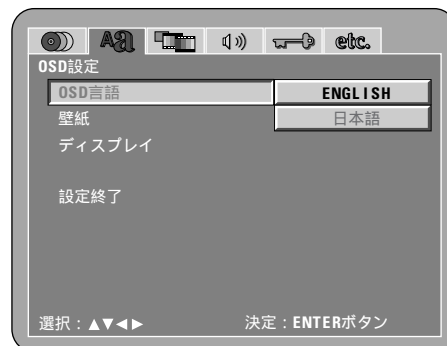 Aあ etc.
OSD設定
OSD言語 ENGLISH
壁紙 日本語
ディスプレイ
設定終了
選択：▲▼◀▶ 決定：ENTERボタン